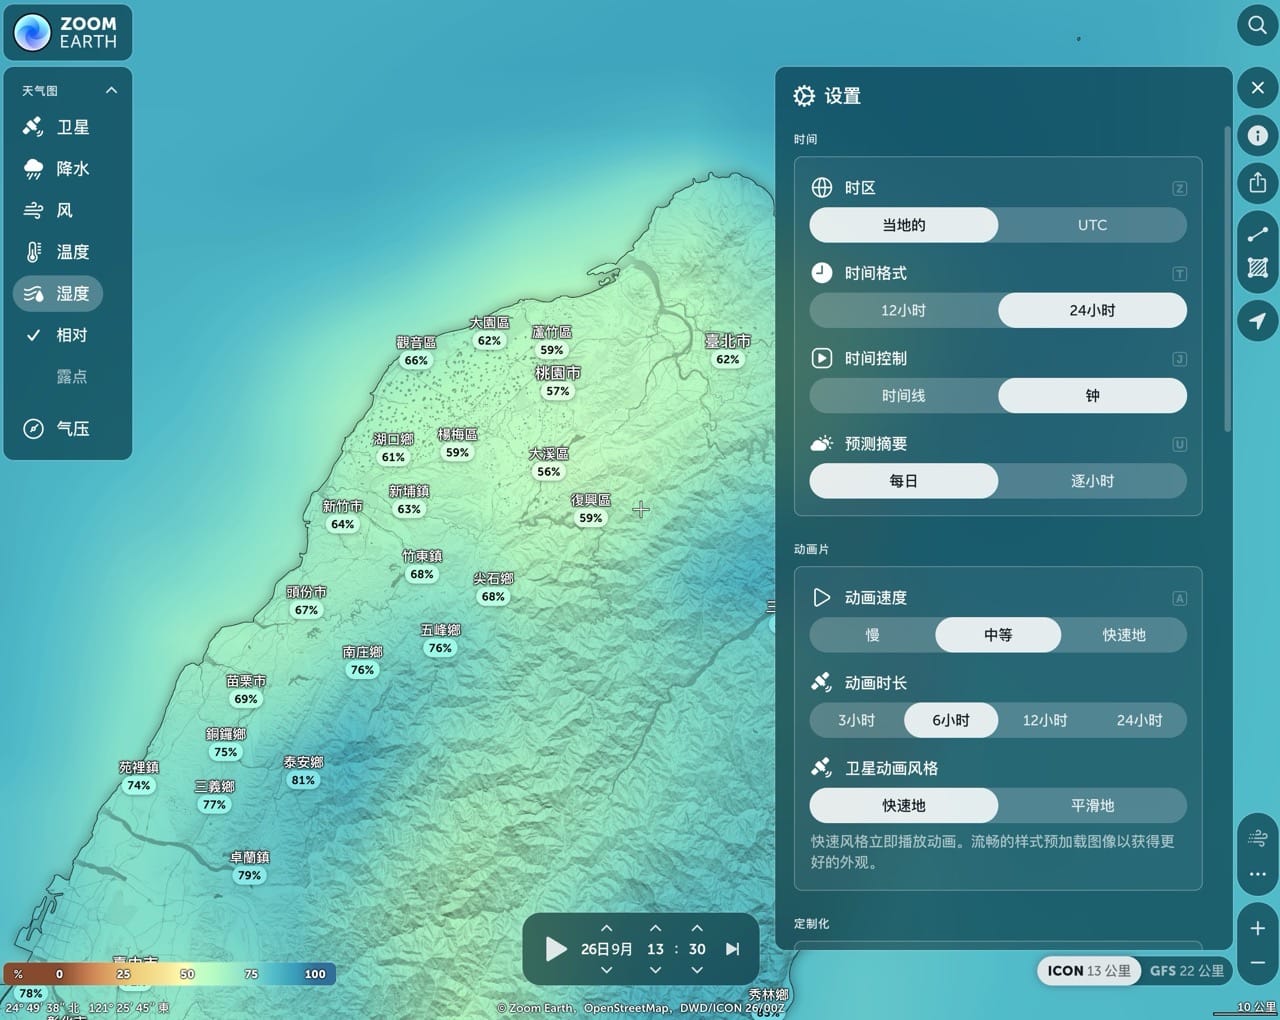 ZOOM
EARTH
天气图
卫星
降水
风
温度
湿度
相对
露点
气压
觀音區
66%
大園區
62%
蘆竹區
59%
臺北市
62%
桃園市
57%
湖口鄉
61%
楊梅區
59%
大溪區
56%
新埔鎮
63%
新竹市
64%
復興區
59%
竹東鎮
68%
尖石鄉
68%
頭份市
67%
五峰鄉
76%
南庄鄉
76%
苗栗市
69%
銅鑼鄉
75%
泰安鄉
81%
苑裡鎮
74%
三義鄉
77%
卓蘭鎮
79%
78%
秀林鄉
设置
时间
时区
Z
当地的
UTC
时间格式
T
12小时
24小时
时间控制
J
时间线
钟
预测摘要
U
每日
逐小时
动画片
动画速度
A
慢
中等
快速地
动画时长
3小时
6小时
12小时
24小时
卫星动画风格
快速地
平滑地
快速风格立即播放动画。流畅的样式预加载图像以获得更
好的外观。
定制化
26日9月 13 : 30
% 0 25 50 75 100
24° 49' 38" 北 121° 25' 45" 東
© Zoom Earth, OpenStreetMap, DWD/ICON 26/00Z
ICON 13 公里 GFS 22 公里
10 公里